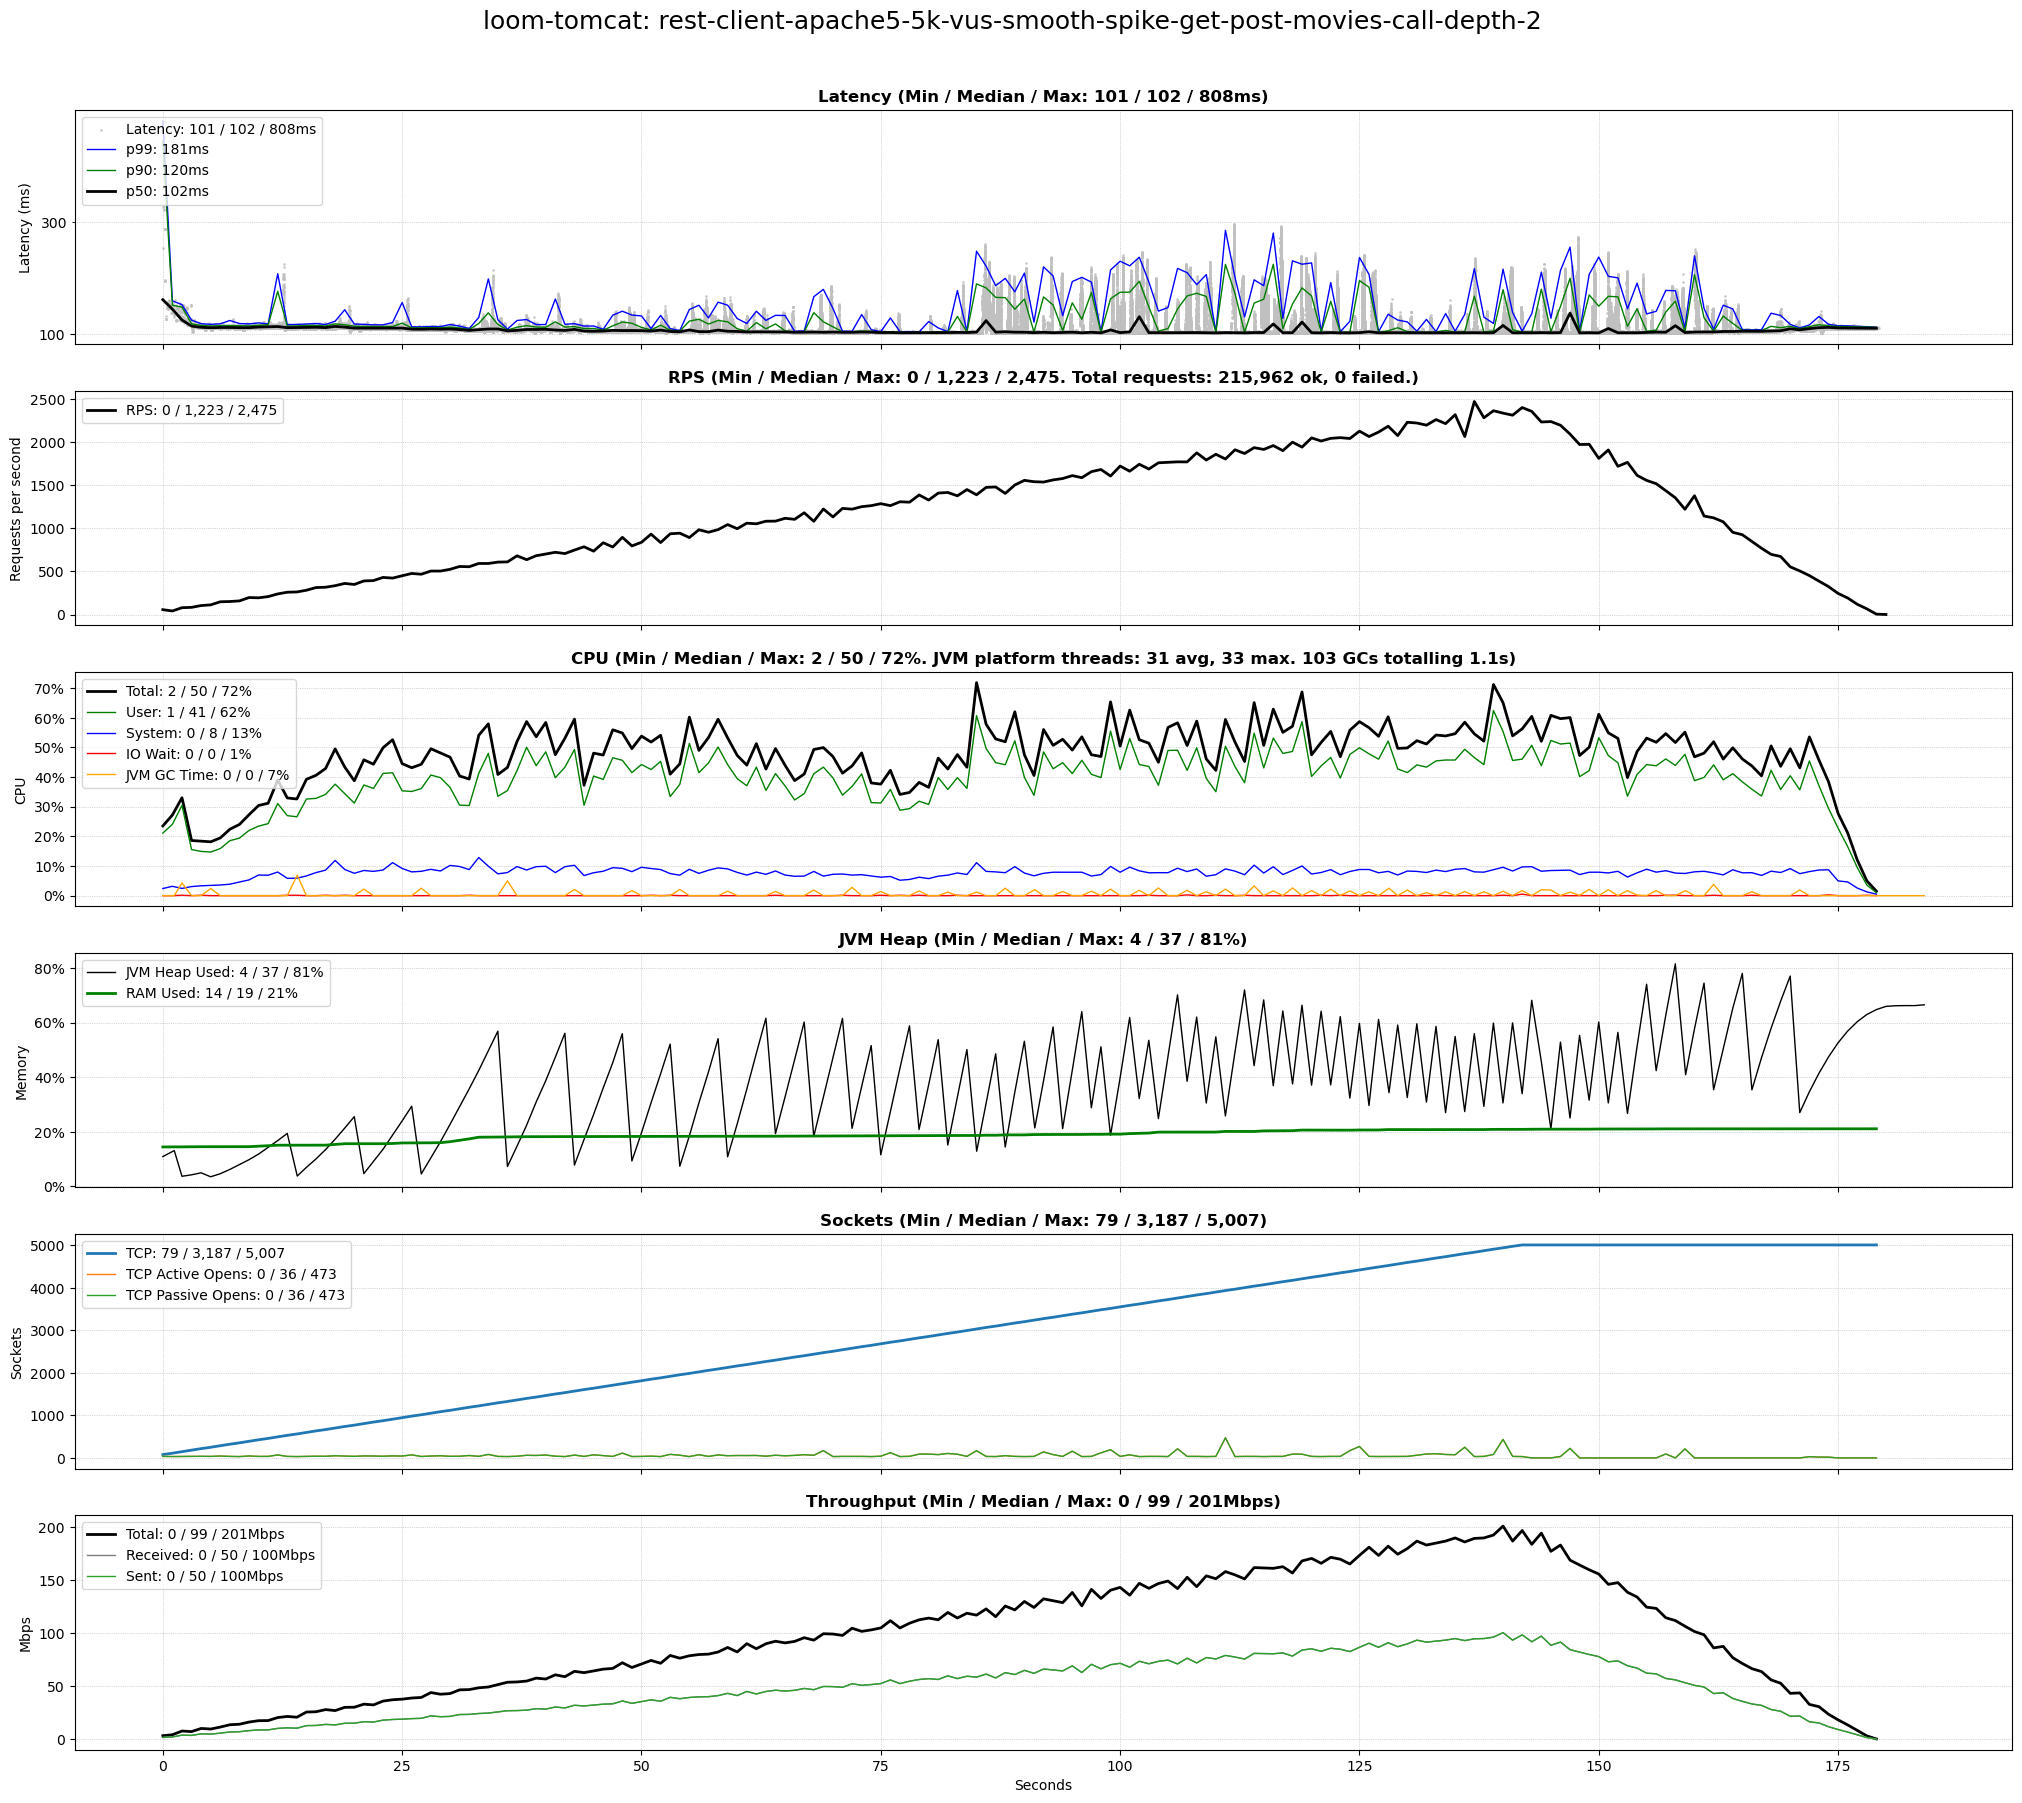 loom-tomcat: rest-client-apache5-5k-vus-smooth-spike-get-post-movies-call-depth-2
Latency (Min / Median / Max: 101 / 102 / 808ms)
Latency: 101 / 102 / 808ms
p99: 181ms
p90: 120ms
p50: 102ms
Latency (ms)
300
100
RPS (Min / Median / Max: 0 / 1,223 / 2,475. Total requests: 215,962 ok, 0 failed.)
RPS: 0 / 1,223 / 2,475
Requests per second
2500
2000
1500
1000
500
0
CPU (Min / Median / Max: 2 / 50 / 72%. JVM platform threads: 31 avg, 33 max. 103 GCs totalling 1.1s)
Total: 2 / 50 / 72%
User: 1 / 41 / 62%
System: 0 / 8 / 13%
IO Wait: 0 / 0 / 1%
JVM GC Time: 0 / 0 / 7%
CPU
70%
60%
50%
40%
30%
20%
10%
0%
JVM Heap (Min / Median / Max: 4 / 37 / 81%)
JVM Heap Used: 4 / 37 / 81%
RAM Used: 14 / 19 / 21%
Memory
80%
60%
40%
20%
0%
Sockets (Min / Median / Max: 79 / 3,187 / 5,007)
TCP: 79 / 3,187 / 5,007
TCP Active Opens: 0 / 36 / 473
TCP Passive Opens: 0 / 36 / 473
Sockets
5000
4000
3000
2000
1000
0
Throughput (Min / Median / Max: 0 / 99 / 201Mbps)
Total: 0 / 99 / 201Mbps
Received: 0 / 50 / 100Mbps
Sent: 0 / 50 / 100Mbps
Mbps
200
150
100
50
0
0 25 50 75 100 125 150 175
Seconds